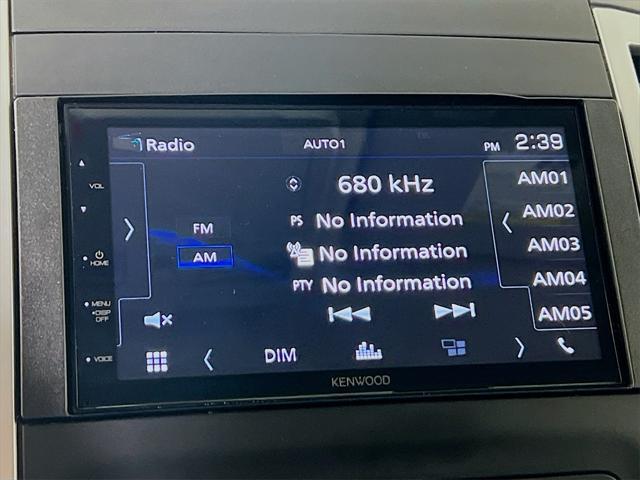 Radio
AUTO1
PM 2:39
680 kHz
PS No Information
No Information
PTY No Information
FM
AM
AM01
AM02
AM03
AM04
AM05
VOL
HOME
MENU
•DISP
OFF
VOICE
DIM
KENWOOD